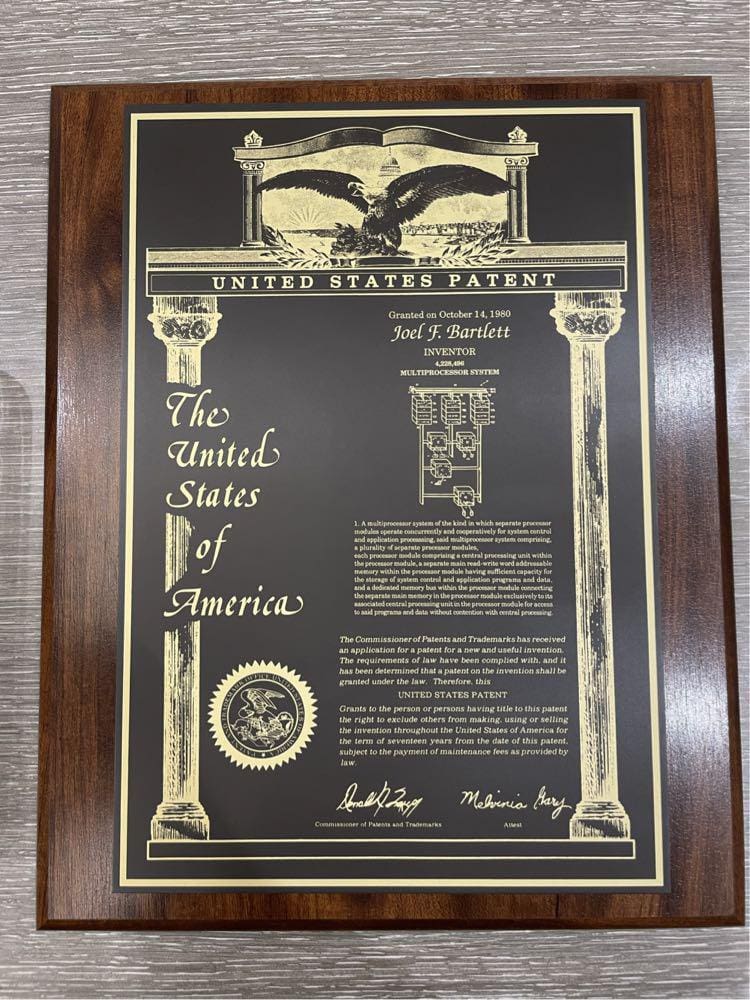 UNITED STATES PATENT
Granted on October 14, 1980
Joel F. Bartlett
INVENTOR
4,228,496
MULTIPROCESSOR SYSTEM
The
United
States
of
America
1. A multiprocessor system of the kind in which separate processor
modules operate concurrently and cooperatively for system control
and application processing, said multiprocessor system comprising,
a plurality of separate processor modules,
each processor module comprising a central processing unit within
the processor module, a separate main read-write word addressable
memory within the processor module having sufficient capacity for
the storage of system control and application programs and data,
and a dedicated memory bus within the processor module connecting
the separate main memory in the processor module exclusively to its
associated central processing unit in the processor module for access
to said programs and data without contention with central processing.
The Commissioner of Patents and Trademarks has received
an application for a patent for a new and useful invention.
The requirements of law have been complied with, and it
has been determined that a patent on the invention shall be
granted under the law. Therefore, this
UNITED STATES PATENT
Grants to the person or persons having title to this patent
the right to exclude others from making, using or selling
the invention throughout the United States of America for
the term of seventeen years from the date of this patent,
subject to the payment of maintenance fees as provided by
law.
Melvinia Gary
Commissioner of Patents and Trademarks
Attest